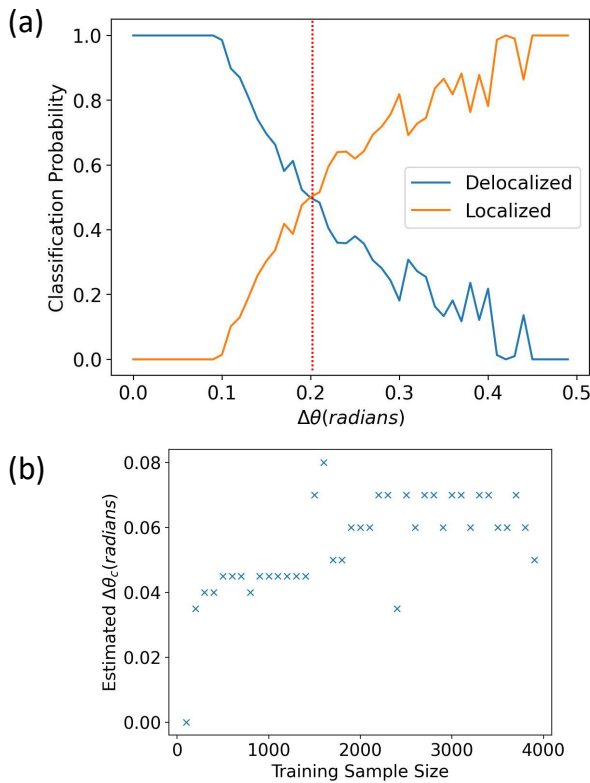 (a)
Classification Probability
1.0
0.8
0.6
0.4
0.2
0.0
Delocalized
Localized
0.0 0.1 0.2 0.3 0.4 0.5
Δθ(radians)
(b)
Estimated Δθc(radians)
0.08
0.06
0.04
0.02
0.00
0 1000 2000 3000 4000
Training Sample Size